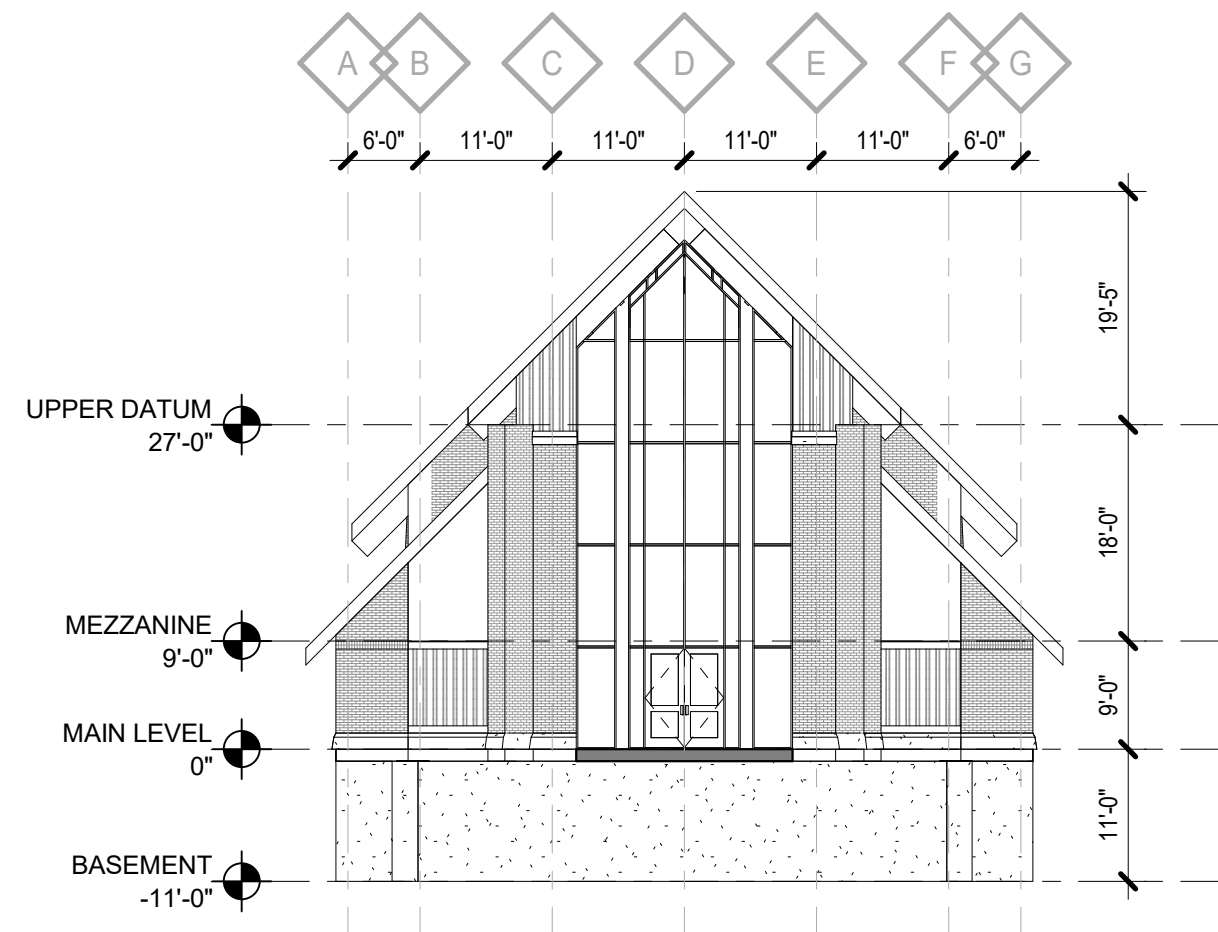 A B C D E F G
6'-0" 11'-0" 11'-0" 11'-0" 11'-0" 6'-0"
19'-5"
UPPER DATUM
27'-0"
18'-0"
MEZZANINE
9'-0"
9'-0"
MAIN LEVEL
0"
11'-0"
BASEMENT
-11'-0"